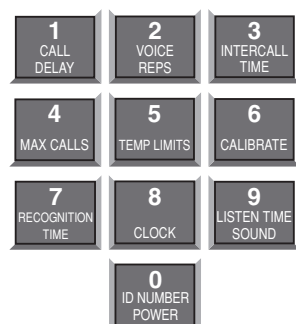 1 2 3
CALL VOICE INTERCALL
DELAY REPS TIME
4 5 6
MAX CALLS TEMP LIMITS CALIBRATE
7 8 9
RECOGNITION LISTEN TIME
TIME CLOCK SOUND
0
ID NUMBER
POWER